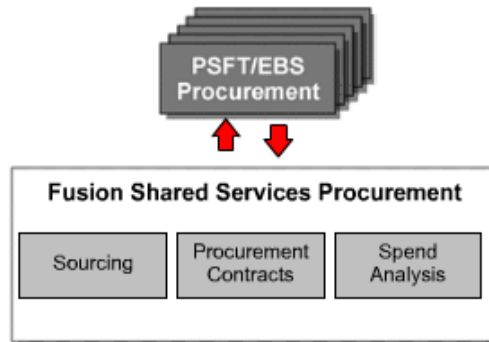 PSFT/EBS
Procurement
Fusion Shared Services Procurement
Sourcing
Procurement
Contracts
Spend
Analysis